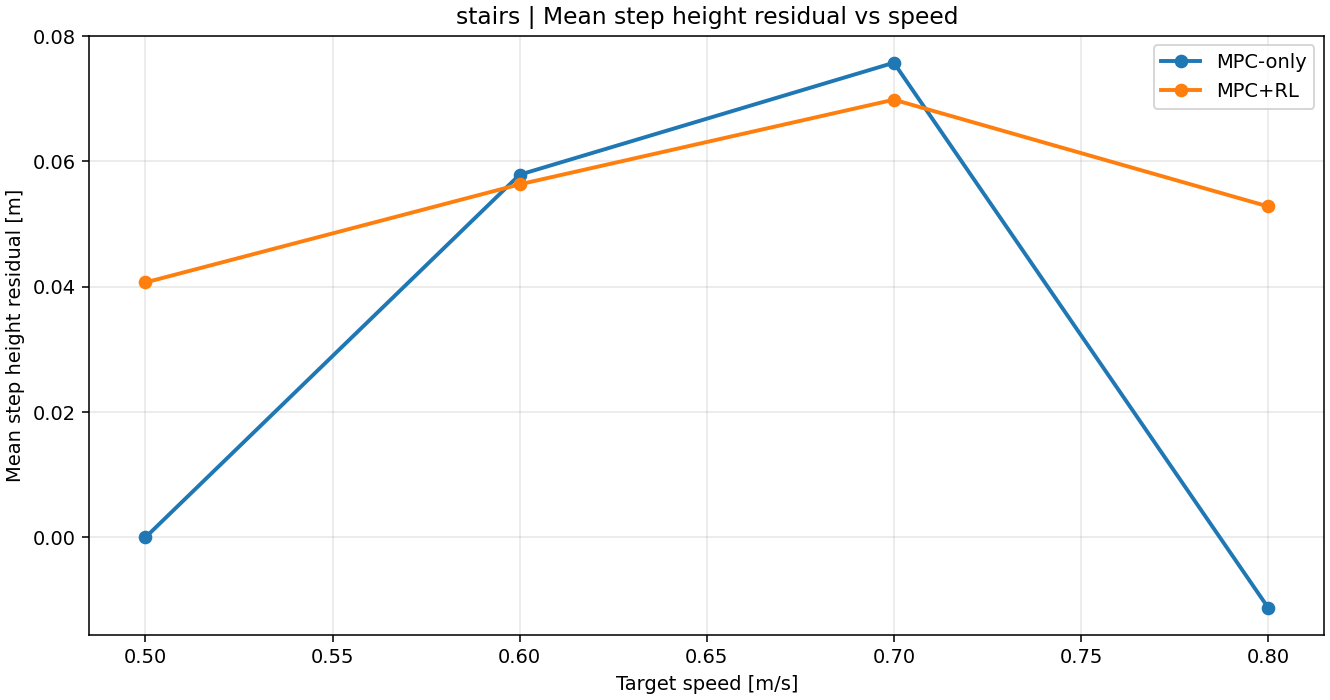 stairs | Mean step height residual vs speed
MPC-only
MPC+RL
Mean step height residual [m]
0.08
0.06
0.04
0.02
0.00
0.50 0.55 0.60 0.65 0.70 0.75 0.80
Target speed [m/s]